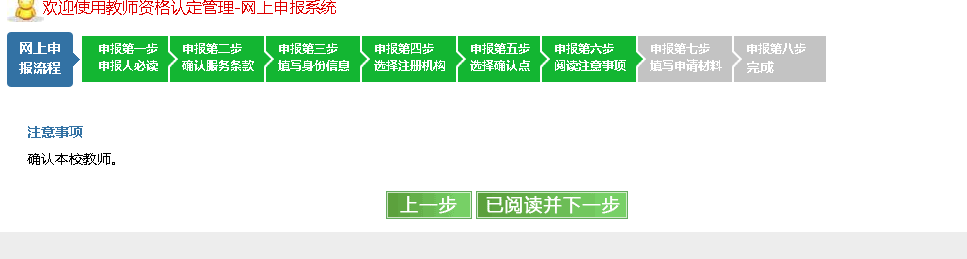 欢迎使用教师资格认定管理-网上申报系统
网上申
报流程
申报第一步
申报人必读
申报第二步
确认服务条款
申报第三步
填写身份信息
申报第四步
选择注册机构
申报第五步
选择确认点
申报第六步
阅读注意事项
申报第七步
填写申请材料
申报第八步
完成
注意事项
确认本校教师。
上一步
已阅读并下一步